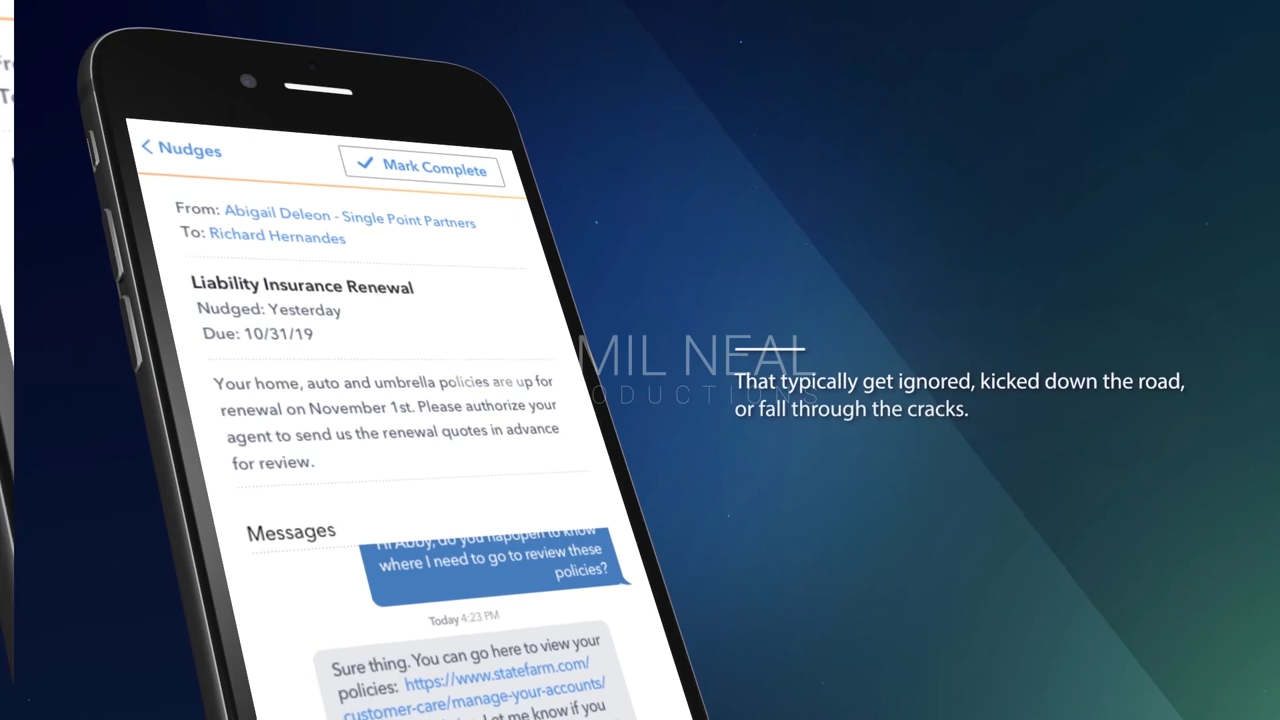 Fr
To
Nudges
Mark Complete
From: Abigail Deleon - Single Point Partners
To: Richard Hernandes
Liability Insurance Renewal
Nudged: Yesterday
Due: 10/31/19
Your home, auto and umbrella policies are up for
renewal on November 1st. Please authorize your
agent to send us the renewal quotes in advance
for review.
Messages
Hi Abby, do you napopen to know
where I need to go to review these
policies?
Today 4:23 PM
Sure thing. You can go here to view your
policies: https://www.statefarm.com/
customer-care/manage-your-accounts/
Let me know if you
MIL NEAL
ODUCTIONS
That typically get ignored, kicked down the road,
or fall through the cracks.